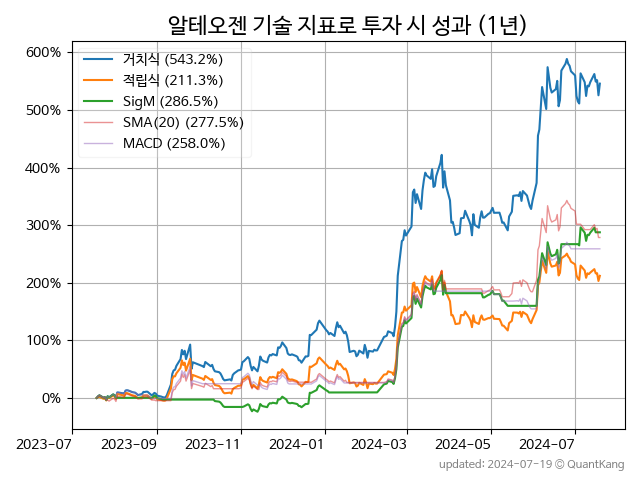 알테오젠 기술 지표로 투자 시 성과 (1년)
600%
500%
400%
300%
200%
100%
0%
거치식 (543.2%)
적립식 (211.3%)
SigM (286.5%)
SMA(20) (277.5%)
MACD (258.0%)
2023-07 2023-09 2023-11 2024-01 2024-03 2024-05 2024-07
updated: 2024-07-19 © QuantKang